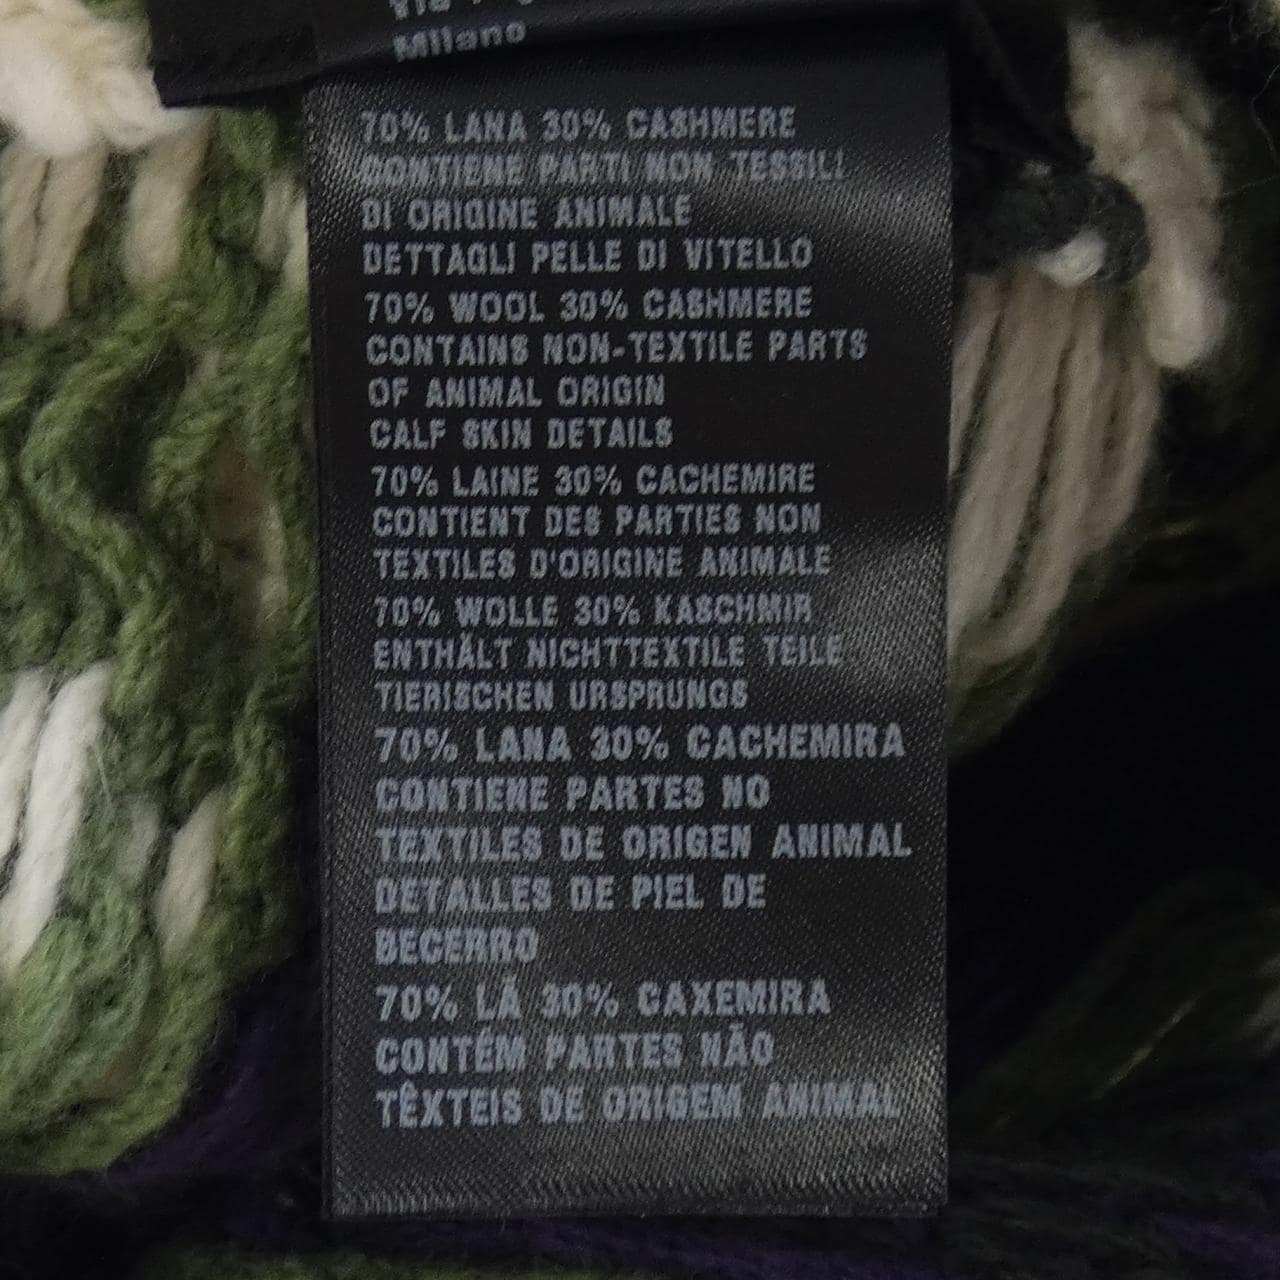 Milano
70% LANA 30% CASHMERE
CONTIENE PARTI NON TESSILI
DI ORIGINE ANIMALE
DETTAGLI PELLE DI VITELLO
70% WOOL 30% CASHMERE
CONTAINS NON-TEXTILE PARTS
OF ANIMAL ORIGIN
CALF SKIN DETAILS
70% LAINE 30% CACHEMIRE
CONTIENT DES PARTIES NON
TEXTILES D'ORIGINE ANIMALE
70% WOLLE 30% KASCHMIR
ENTHÄLT NICHTTEXTILE TEILE
TIERISCHEN URSPRUNGS
70% LANA 30% CACHEMIRA
CONTIENE PARTES NO
TEXTILES DE ORIGEN ANIMAL
DETALLES DE PIEL DE
BECERRO
70% LÃ 30% CAXEMIRA
CONTÉM PARTES NÃO
TÊXTEIS DE ORIGEM ANIMAL